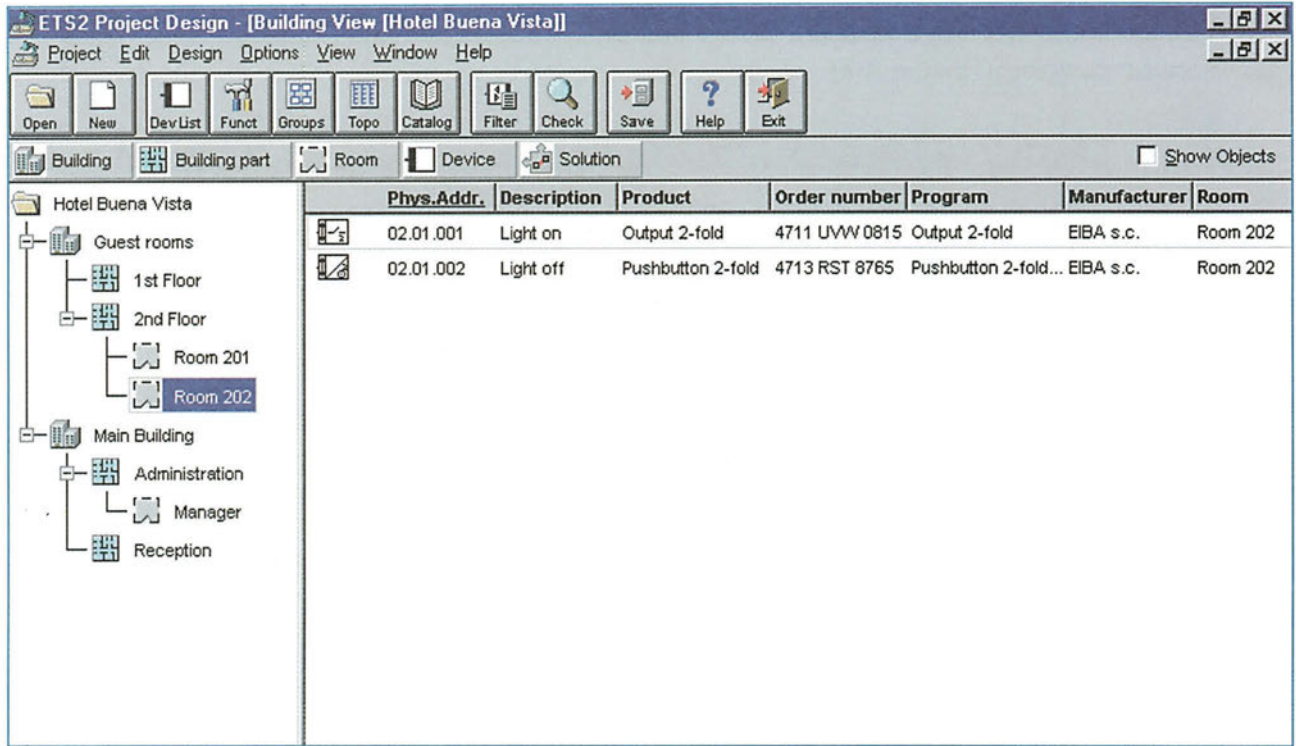 ETS2 Project Design - [Building View [Hotel Buena Vista]]
Project Edit Design Options View Window Help
Open New DevList Funct Groups Topo Catalog Filter Check Save Help Exit
Building Building part Room Device Solution Show Objects
Hotel Buena Vista
Guest rooms
1st Floor
2nd Floor
Room 201
Room 202
Main Building
Administration
Manager
Reception
Phys.Addr. Description Product Order number Program Manufacturer Room
02.01.001 Light on Output 2-fold 4711 UVW 0815 Output 2-fold EIBA s.c. Room 202
02.01.002 Light off Pushbutton 2-fold 4713 RST 8765 Pushbutton 2-fold... EIBA s.c. Room 202